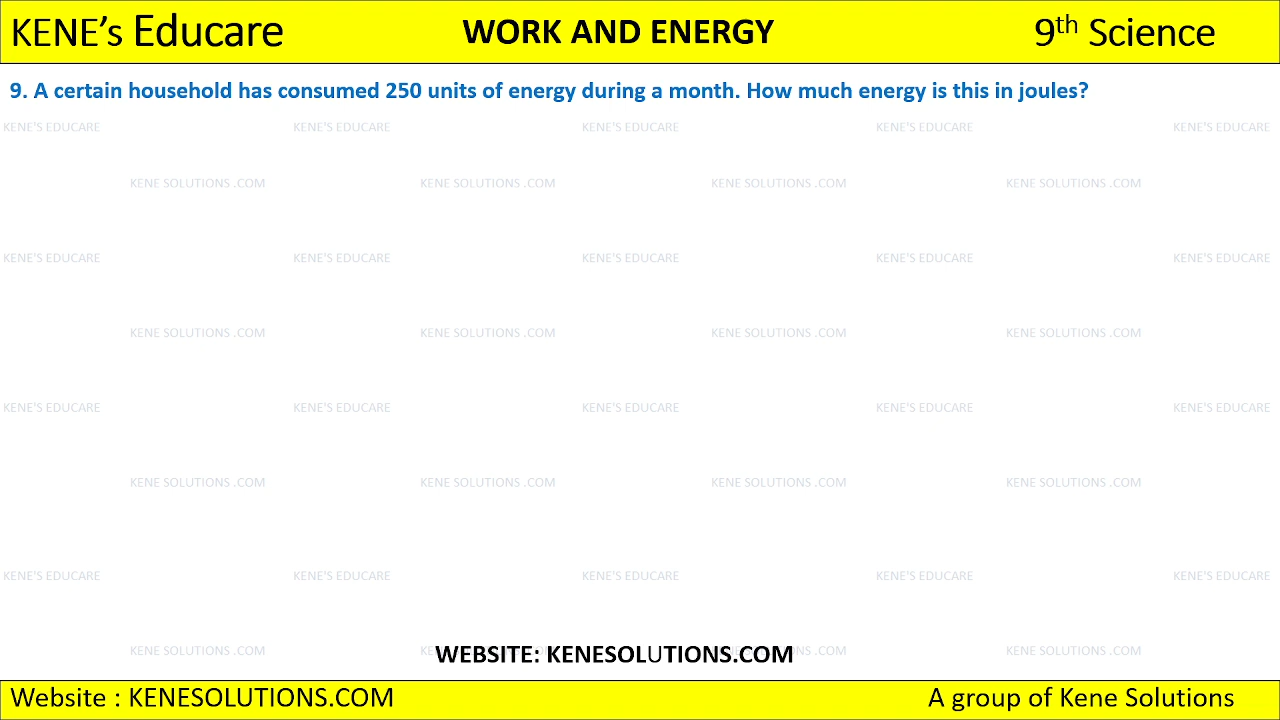 KENE's Educare WORK AND ENERGY 9th Science
9. A certain household has consumed 250 units of energy during a month. How much energy is this in joules?
KENE'S EDUCARE KENE'S EDUCARE KENE'S EDUCARE KENE'S EDUCARE KENE'S EDUCARE
KENE SOLUTIONS .COM KENE SOLUTIONS .COM KENE SOLUTIONS .COM KENE SOLUTIONS .COM
KENE'S EDUCARE KENE'S EDUCARE KENE'S EDUCARE KENE'S EDUCARE KENE'S EDUCARE
KENE SOLUTIONS .COM KENE SOLUTIONS .COM KENE SOLUTIONS .COM KENE SOLUTIONS .COM
KENE'S EDUCARE KENE'S EDUCARE KENE'S EDUCARE KENE'S EDUCARE KENE'S EDUCARE
KENE SOLUTIONS .COM KENE SOLUTIONS .COM KENE SOLUTIONS .COM KENE SOLUTIONS .COM
KENE'S EDUCARE KENE'S EDUCARE KENE'S EDUCARE KENE'S EDUCARE KENE'S EDUCARE
KENE SOLUTIONS .COM WEBSITE: KENESOLUTIONS.COM KENE SOLUTIONS .COM
Website : KENESOLUTIONS.COM A group of Kene Solutions